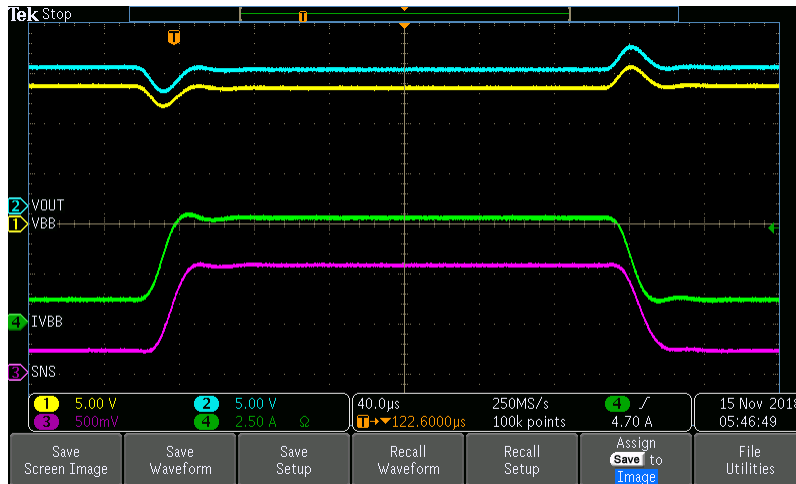 Tek Stop
T
T
2 VOUT
1 VBB
4 IVBB
3 SNS
1 5.00 V 2 5.00 V 40.0µs 250MS/s 4 15 Nov 2018
3 500mV 4 2.50 A Ω T→▼122.6000µs 100k points 4.70 A 05:46:49
Save Screen Image
Save Waveform
Save Setup
Recall Waveform
Recall Setup
Assign Save to Image
File Utilities